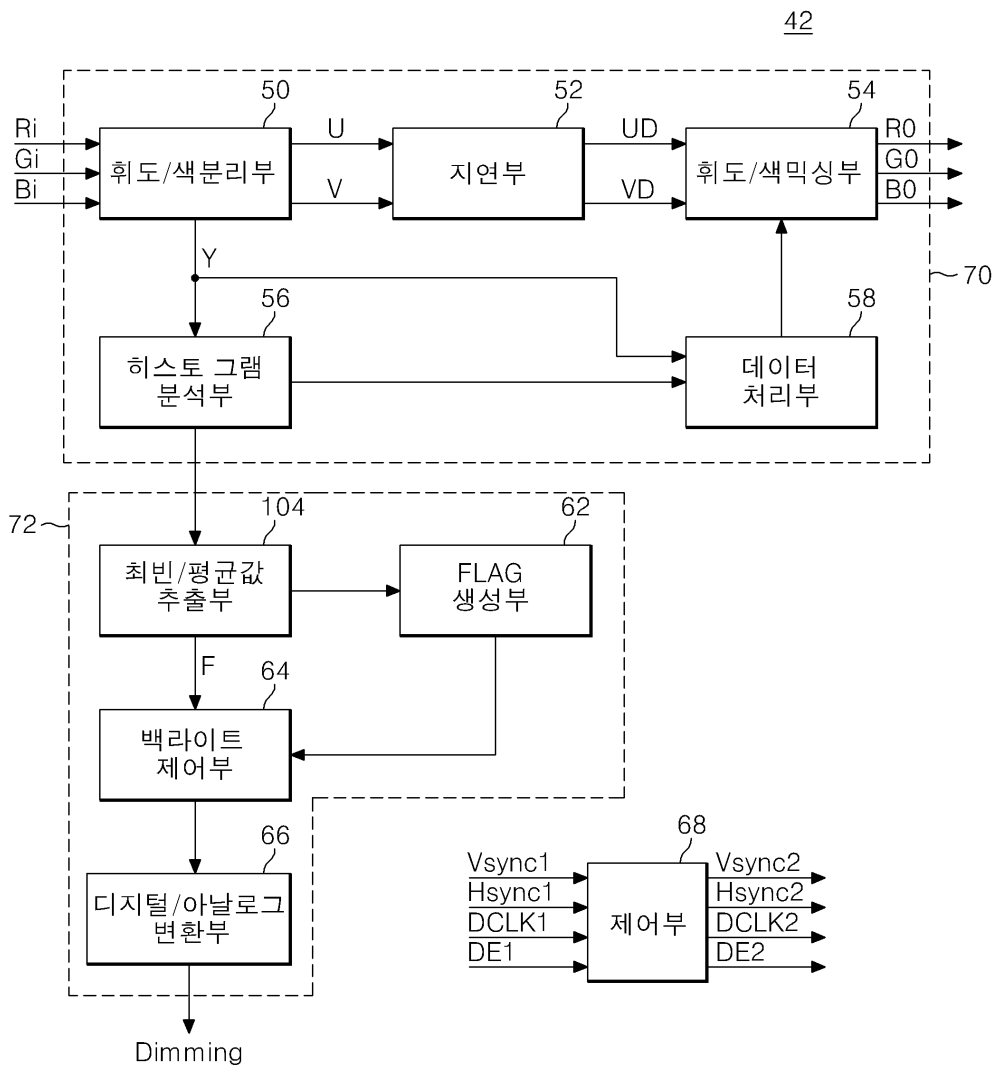 42
50
52
54
Ri
Gi
Bi
휘도/색분리부
U
V
지연부
UD
VD
휘도/색믹싱부
R0
G0
B0
Y
70
56
58
히스토 그램
분석부
데이터
처리부
72
104
62
최빈/평균값
추출부
FLAG
생성부
F
64
백라이트
제어부
66
68
디지털/아날로그
변환부
Vsync1
Hsync1
DCLK1
DE1
제어부
Vsync2
Hsync2
DCLK2
DE2
Dimming